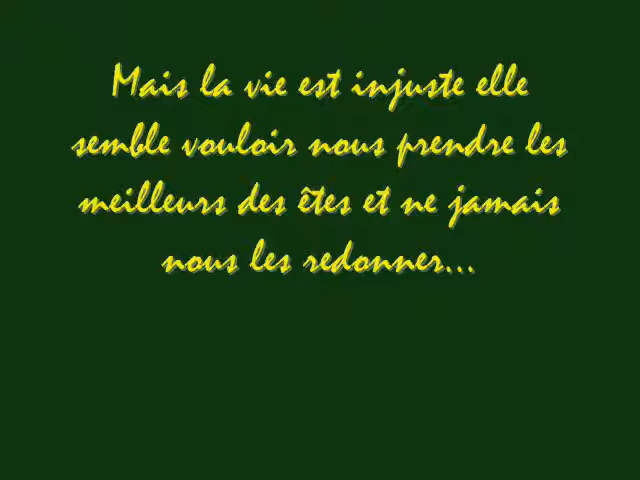 Mais la vie est injuste elle
semble vouloir nous prendre les
meilleurs des êtes et ne jamais
nous les redonner...